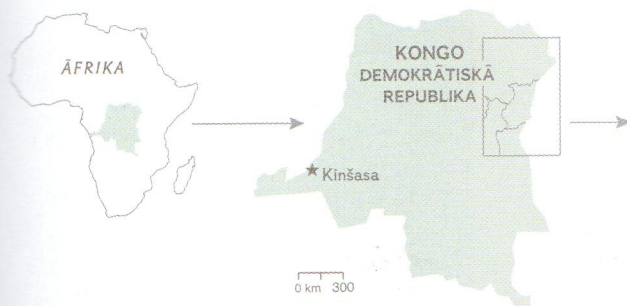 ĀFRIKA
KONGO
DEMOKRĀTISKĀ
REPUBLIKA
Kinšasa
0 km 300